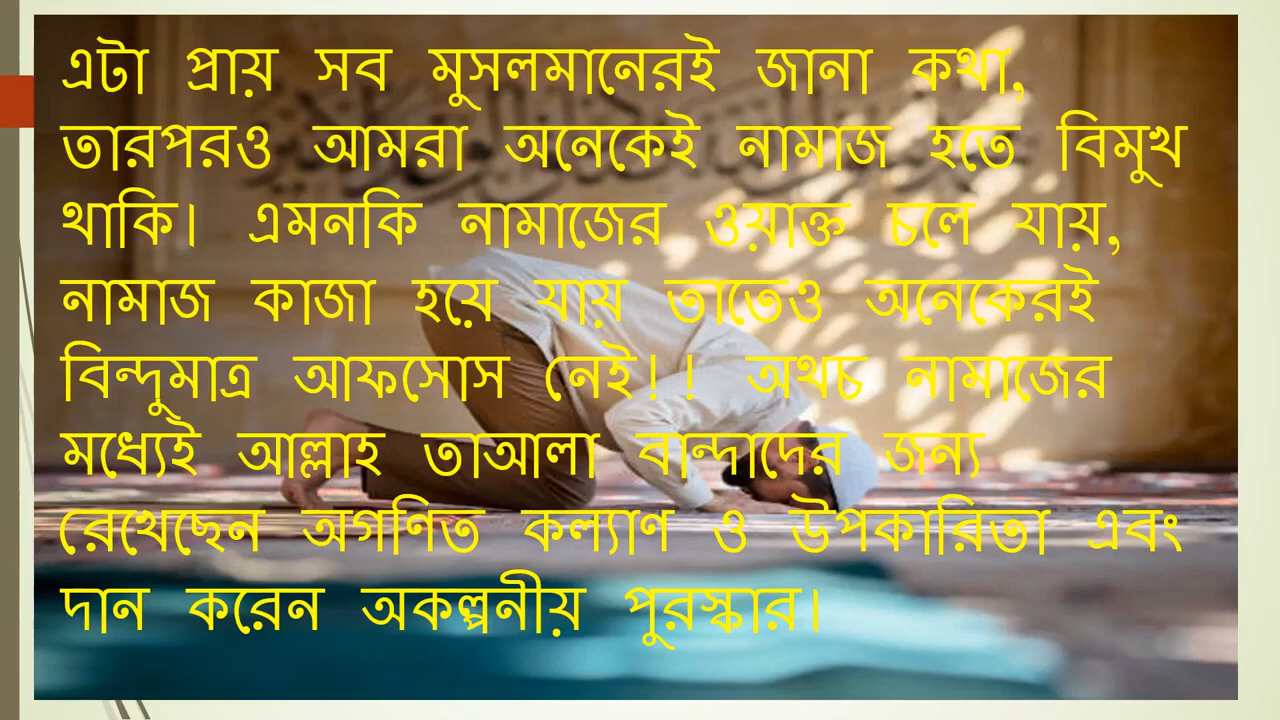 এটা প্রায় সব মুসলমানেরই জানা কথা,
তারপরও আমরা অনেকেই নামাজ হতে বিমুখ
থাকি। এমনকি নামাজের ওয়াক্ত চলে যায়,
নামাজ কাজা হয়ে যায় তাতেও অনেকেরই
বিন্দুমাত্র আফসোস নেই!! অথচ নামাজের
মধ্যেই আল্লাহ তাআলা বান্দাদের জন্য
রেখেছেন অগণিত কল্যাণ ও উপকারিতা এবং
দান করেন অকল্পনীয় পুরস্কার।